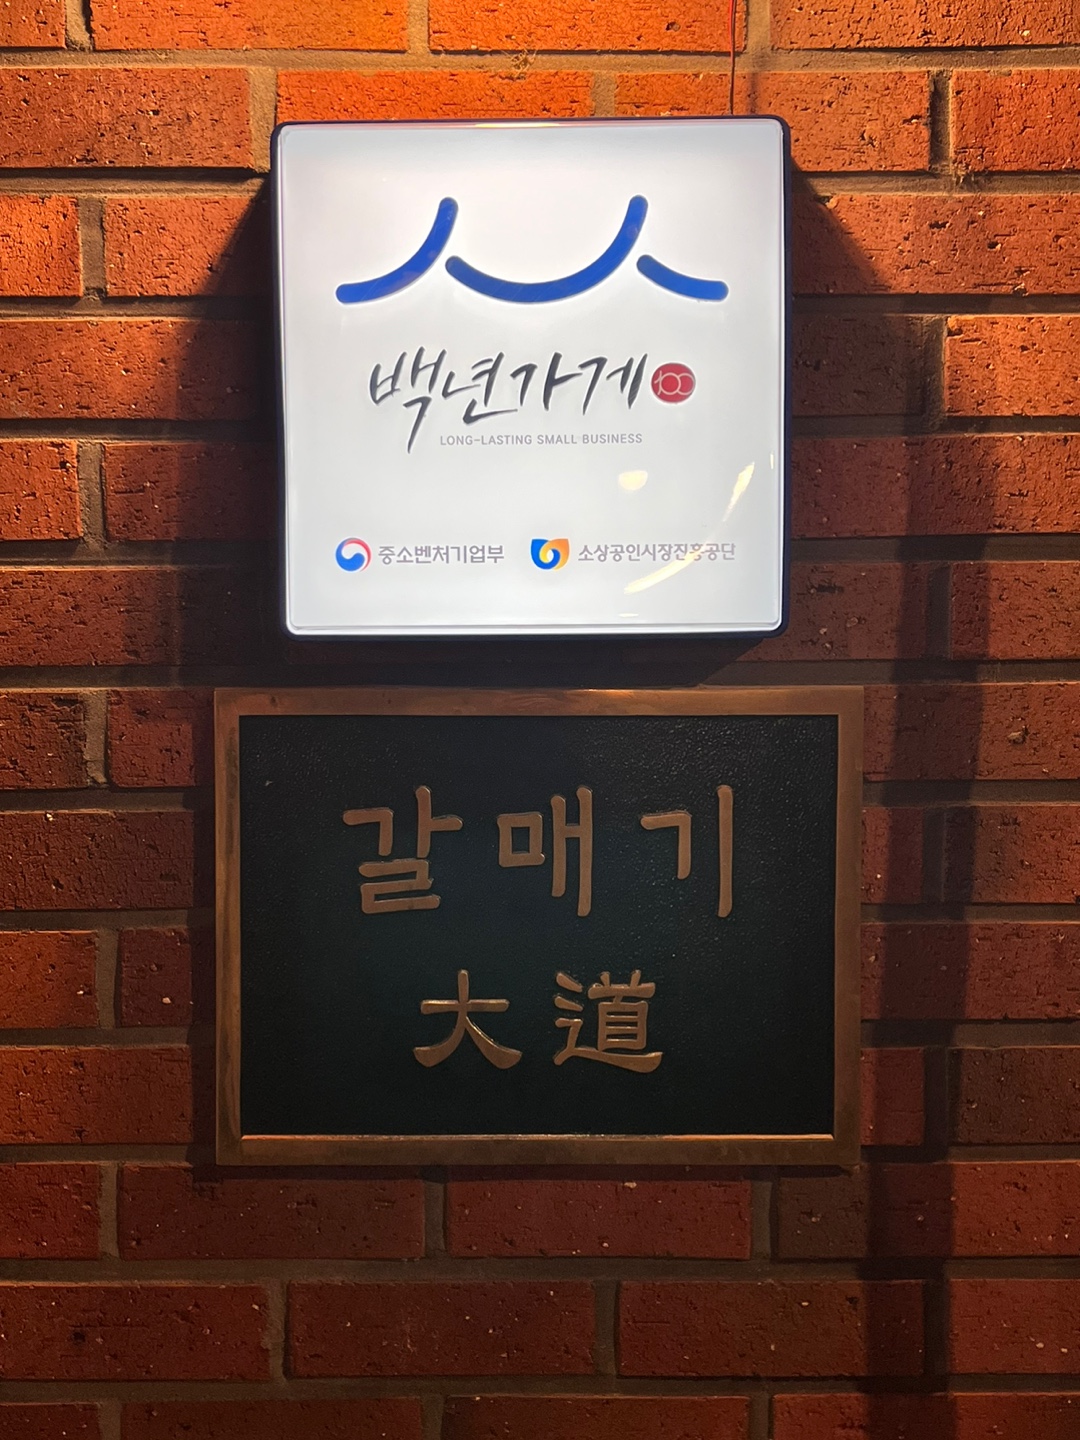 백년가게 100
LONG-LASTING SMALL BUSINESS
중소벤처기업부 소상공인시장진흥공단
갈매기
大道